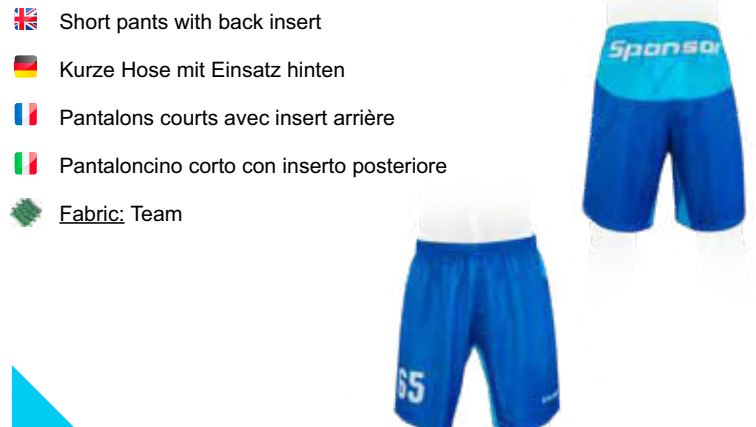 Short pants with back insert
Kurze Hose mit Einsatz hinten
Pantalons courts avec insert arrière
Pantaloncino corto con inserto posteriore
Fabric: Team
Sponsor
65